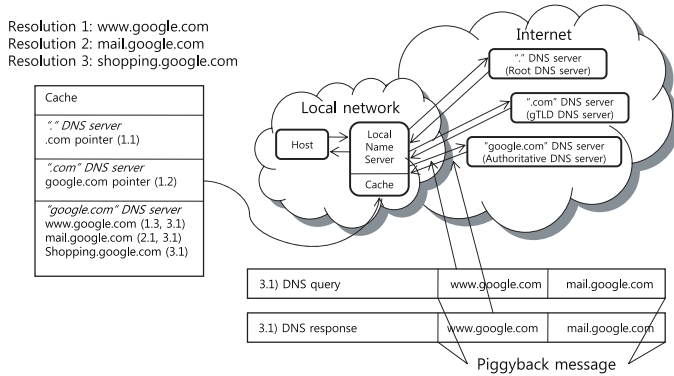 Resolution 1: www.google.com
Resolution 2: mail.google.com
Resolution 3: shopping.google.com
Cache
"." DNS server
.com pointer (1.1)
".com" DNS server
google.com pointer (1.2)
"google.com" DNS server
www.google.com (1.3, 3.1)
mail.google.com (2.1, 3.1)
Shopping.google.com (3.1)
Local network
Host
Local
Name
Server
Cache
Internet
"." DNS server
(Root DNS server)
".com" DNS server
(gTLD DNS server)
"google.com" DNS server
(Authoritative DNS server)
3.1) DNS query
www.google.com
mail.google.com
3.1) DNS response
www.google.com
mail.google.com
Piggyback message